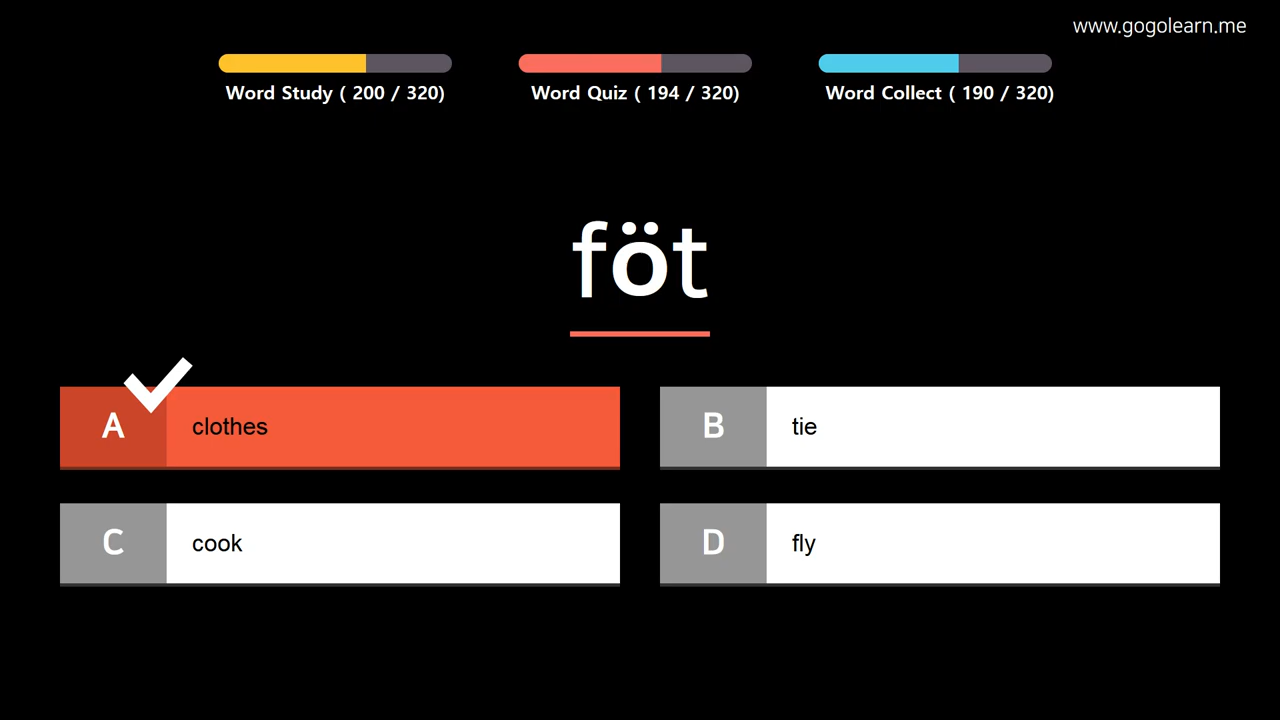 www.gogolearn.me
Word Study ( 200 / 320)
Word Quiz ( 194 / 320)
Word Collect ( 190 / 320)
föt
A clothes
B tie
C cook
D fly